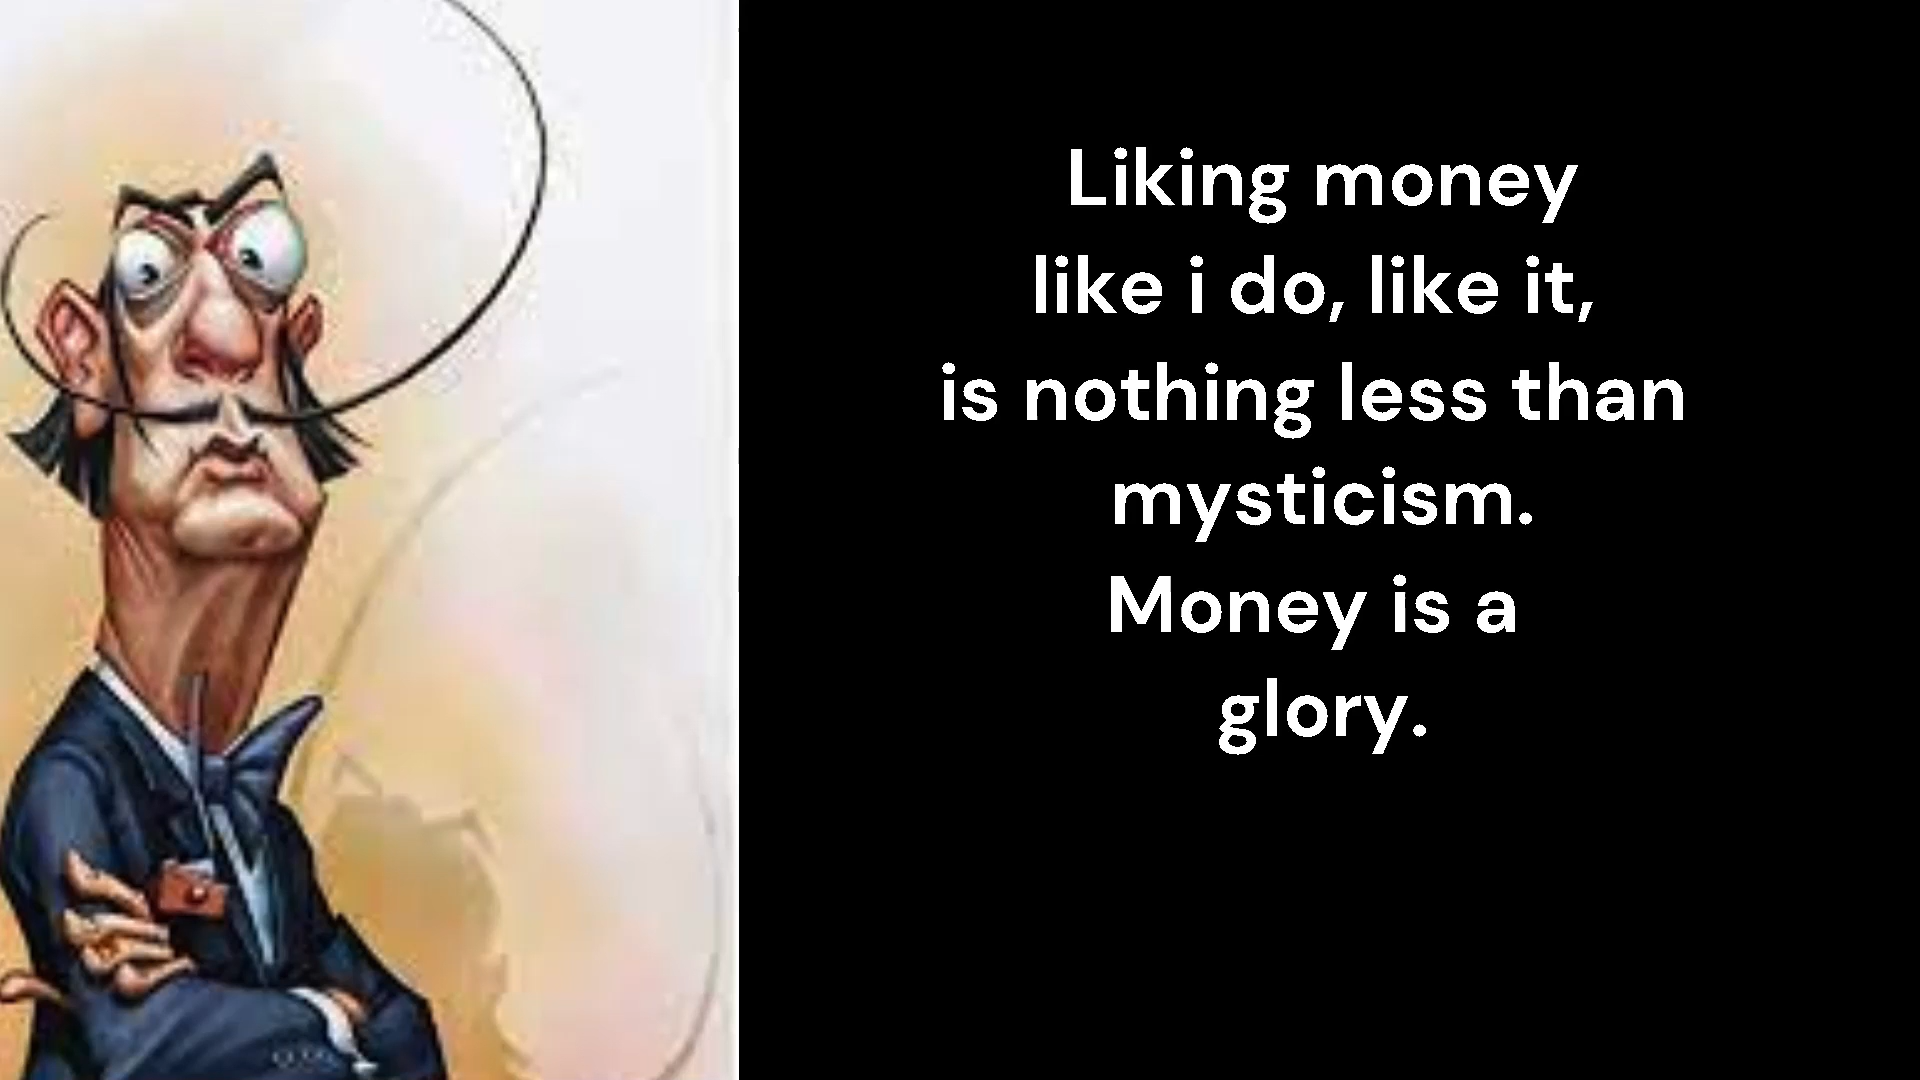 Liking money
like i do, like it,
is nothing less than
mysticism.
Money is a
glory.